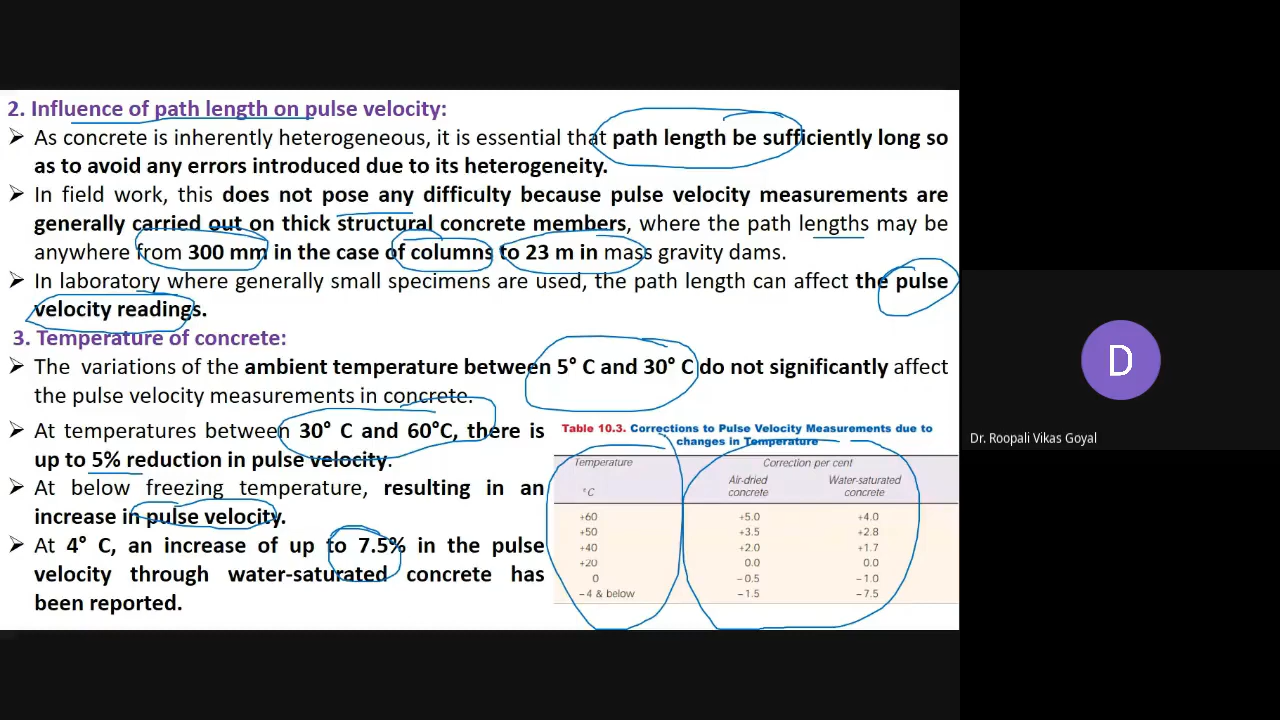 2. Influence of path length on pulse velocity:
➢ As concrete is inherently heterogeneous, it is essential that path length be sufficiently long so
as to avoid any errors introduced due to its heterogeneity.
➢ In field work, this does not pose any difficulty because pulse velocity measurements are
generally carried out on thick structural concrete members, where the path lengths may be
anywhere from 300 mm in the case of columns to 23 m in mass gravity dams.
➢ In laboratory where generally small specimens are used, the path length can affect the pulse
velocity readings.
3. Temperature of concrete:
➢ The variations of the ambient temperature between 5° C and 30° C do not significantly affect
the pulse velocity measurements in concrete.
➢ At temperatures between 30° C and 60°C, there is
up to 5% reduction in pulse velocity.
➢ At below freezing temperature, resulting in an
increase in pulse velocity.
➢ At 4° C, an increase of up to 7.5% in the pulse
velocity through water-saturated concrete has
been reported.
Table 10.3. Corrections to Pulse Velocity Measurements due to
changes in Temperature
Temperature Correction per cent
°C Air-dried concrete Water-saturated concrete
+60 +5.0 +4.0
+50 +3.5 +2.8
+40 +2.0 +1.7
+20 0.0 0.0
0 –0.5 –1.0
–4 & below –1.5 –7.5
D
Dr. Roopali Vikas Goyal